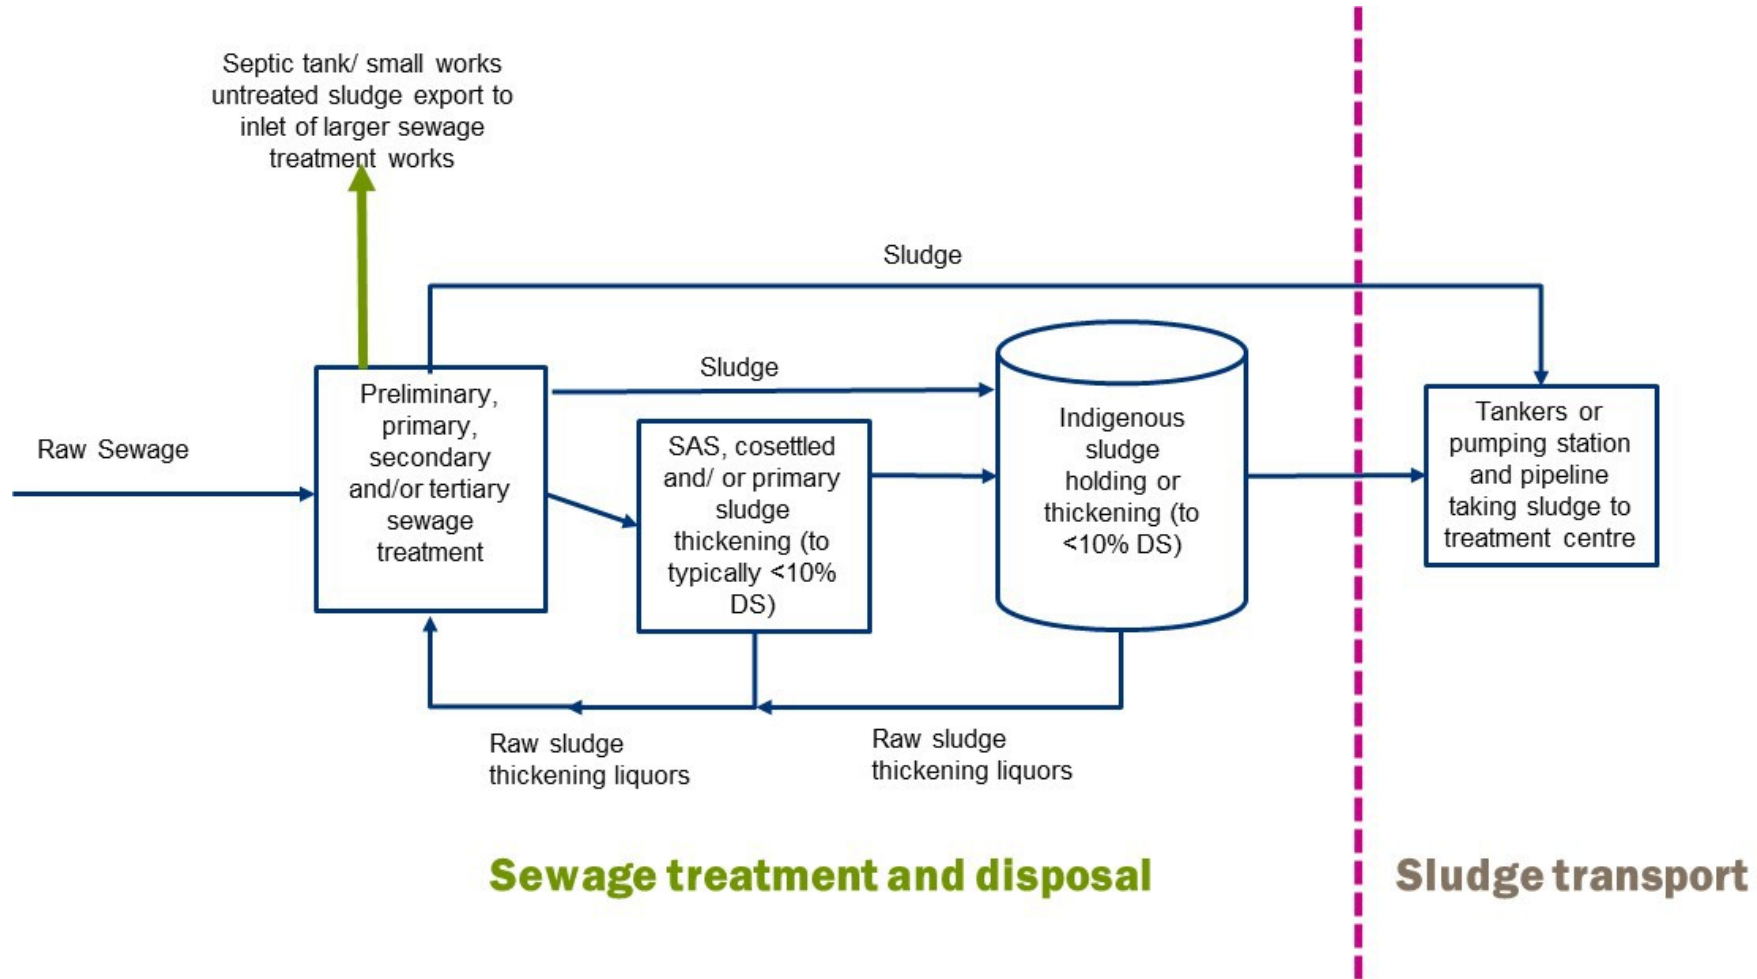 Septic tank/ small works
untreated sludge export to
inlet of larger sewage
treatment works
Sludge
Sludge
Raw Sewage
Preliminary,
primary,
secondary
and/or tertiary
sewage
treatment
SAS, cosettled
and/ or primary
sludge
thickening (to
typically <10%
DS)
Indigenous
sludge
holding or
thickening (to
<10% DS)
Tankers or
pumping station
and pipeline
taking sludge to
treatment centre
Raw sludge
thickening liquors
Raw sludge
thickening liquors
Sewage treatment and disposal
Sludge transport